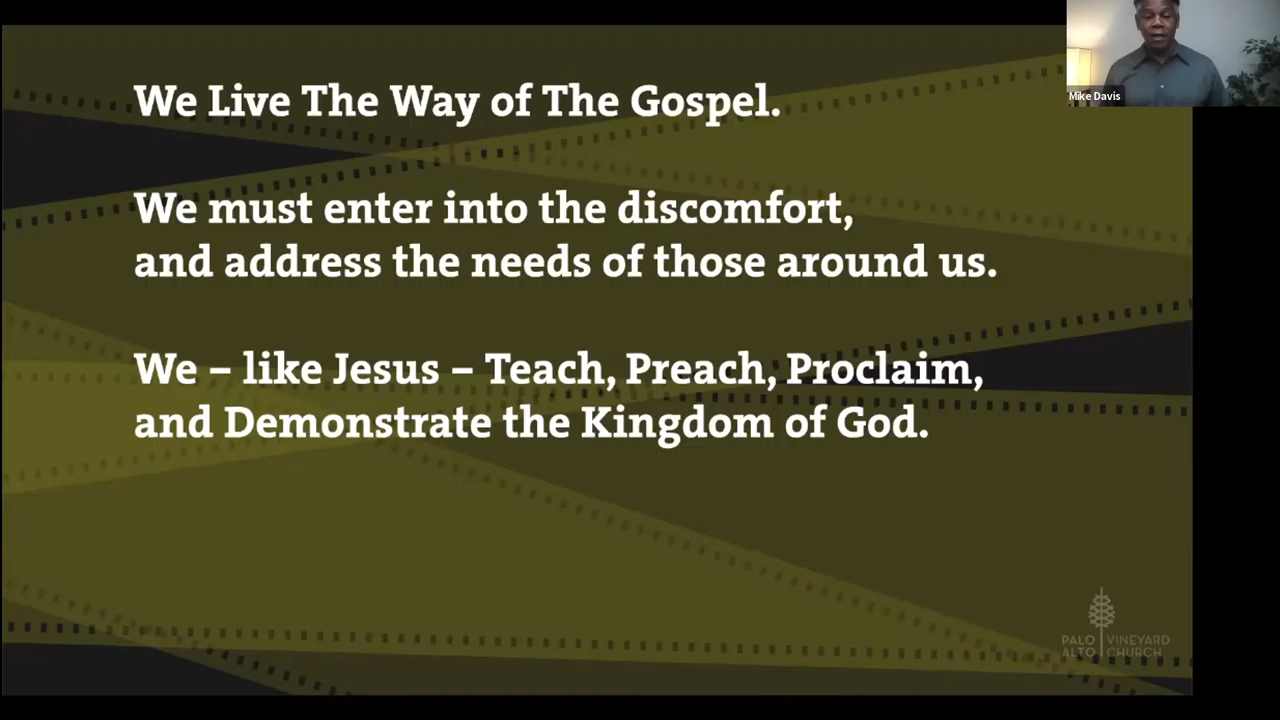 We Live The Way of The Gospel.
We must enter into the discomfort,
and address the needs of those around us.
We – like Jesus – Teach, Preach, Proclaim,
and Demonstrate the Kingdom of God.
Mike Davis
PALO VINEYARD
ALTO CHURCH